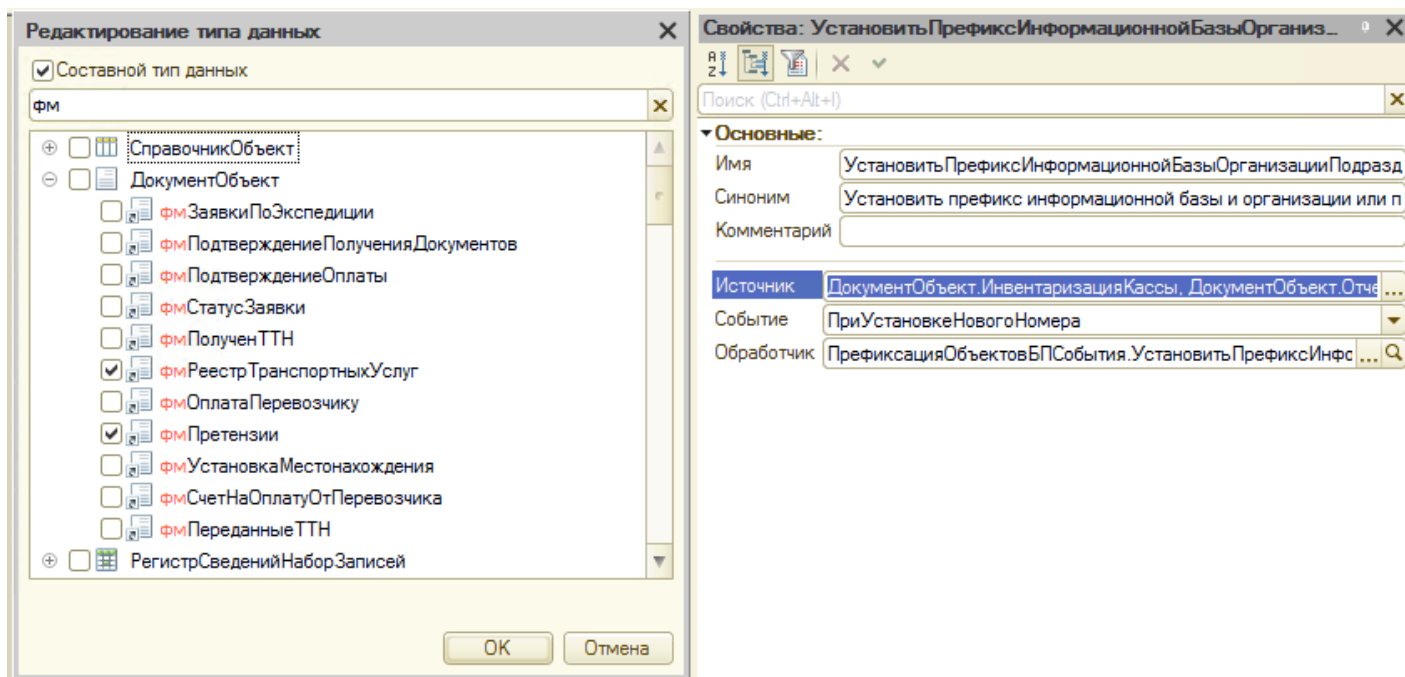 Редактирование типа данных
Составной тип данных
фм
СправочникОбъект
ДокументОбъект
фмЗаявкиПоЭкспедиции
фмПодтверждениеПолученияДокументов
фмПодтверждениеОплаты
фмСтатусЗаявки
фмПолученТТН
фмРеестрТранспортныхУслуг
фмОплатаПеревозчику
фмПретензии
фмУстановкаМестонахождения
фмСчетНаОплатуОтПеревозчика
фмПереданныеТТН
РегистрСведенийНаборЗаписей
OK Отмена
Свойства: УстановитьПрефиксИнформационнойБазыОрганиз...
Поиск (Ctrl+Alt+I)
Основные:
Имя УстановитьПрефиксИнформационнойБазыОрганизацииПодразд
Синоним Установить префикс информационной базы и организации или п
Комментарий
Источник ДокументОбъект.ИнвентаризацияКассы, ДокументОбъект.Отче ...
Событие ПриУстановкеНовогоНомера
Обработчик ПрефиксацияОбъектовБПСобытия.УстановитьПрефиксИнфо ...